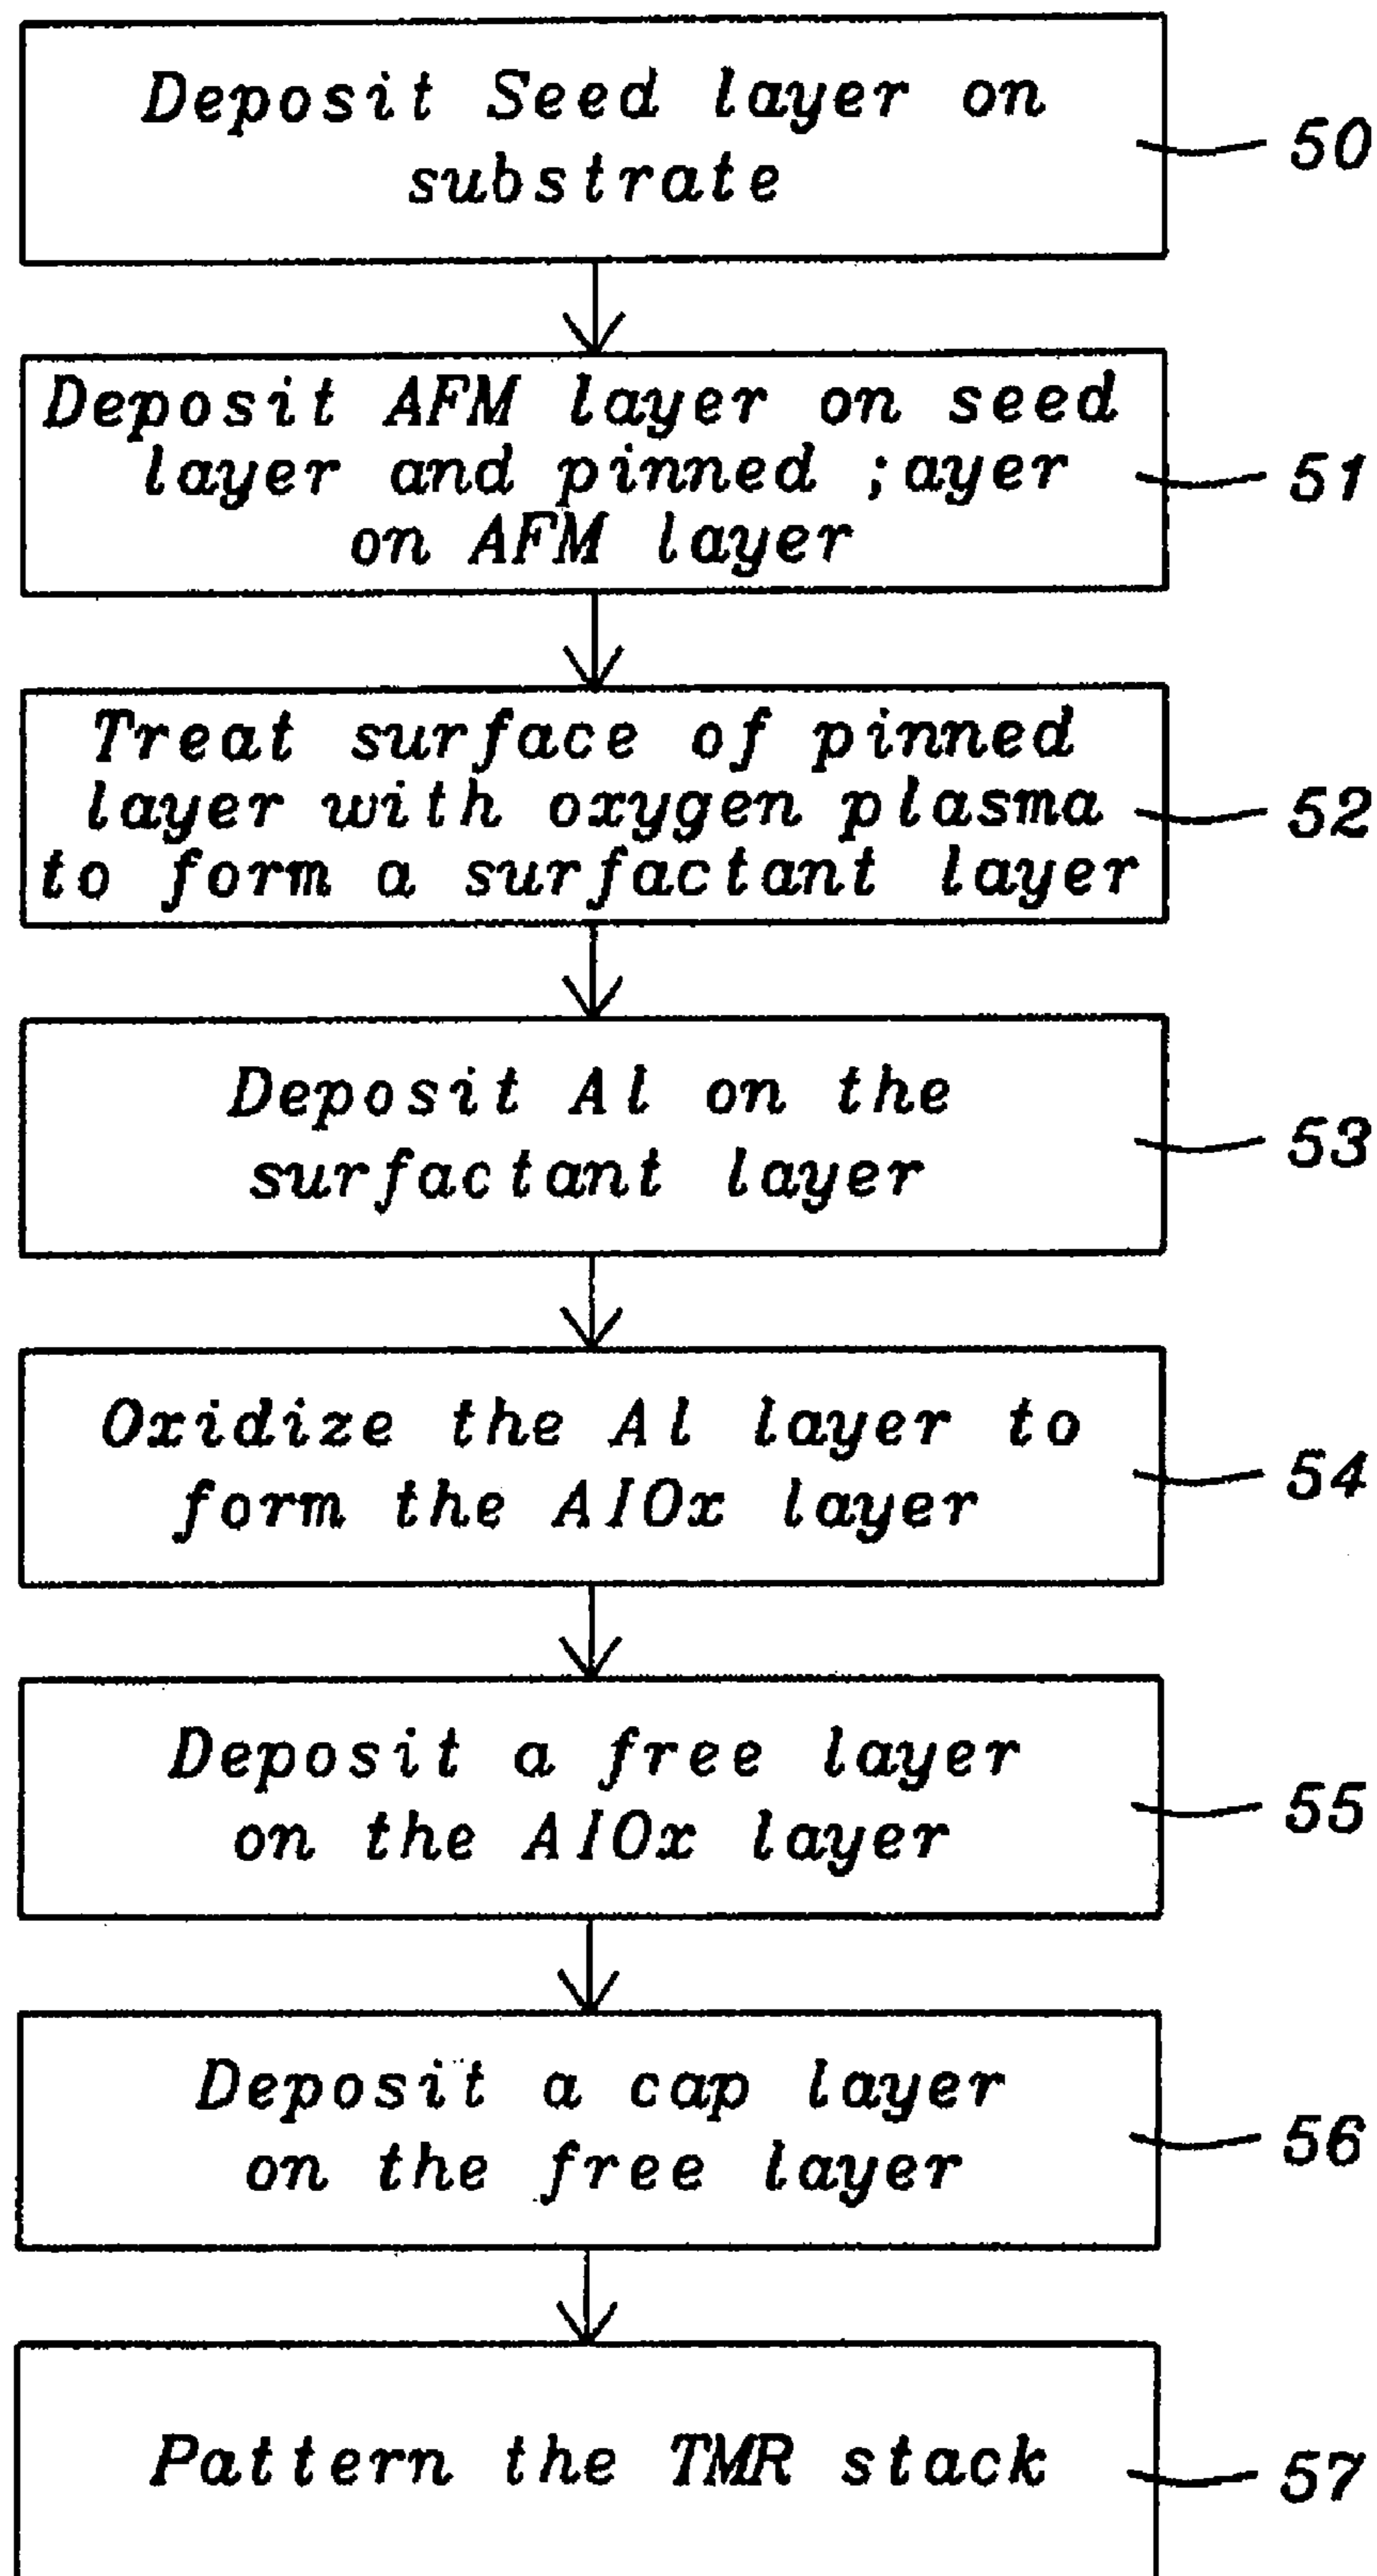 Deposit Seed layer on
substrate
50
Deposit AFM layer on seed
layer and pinned ;ayer
on AFM layer
51
Treat surface of pinned
layer with oxygen plasma
to form a surfactant layer
52
Deposit Al on the
surfactant layer
53
Oxidize the Al layer to
form the AIOx layer
54
Deposit a free layer
on the AIOx layer
55
Deposit a cap layer
on the free layer
56
Pattern the TMR stack
57